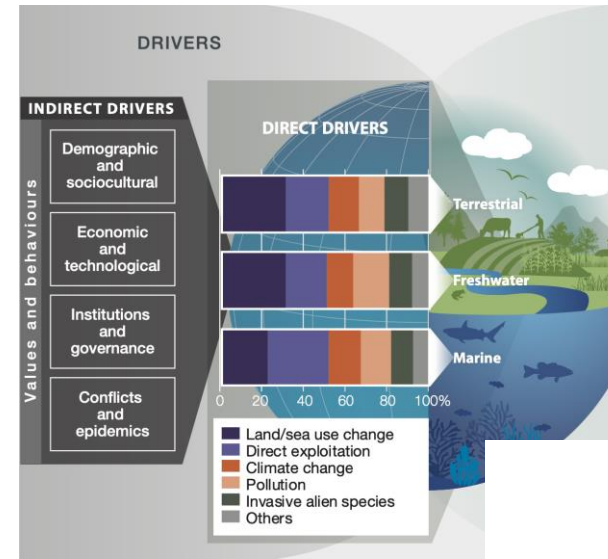 DRIVERS
INDIRECT DRIVERS
Values and behaviours
Demographic
and
sociocultural
Economic
and
technological
Institutions
and
governance
Conflicts
and
epidemics
DIRECT DRIVERS
Terrestrial
Freshwater
Marine
0 20 40 60 80 100%
Land/sea use change
Direct exploitation
Climate change
Pollution
Invasive alien species
Others